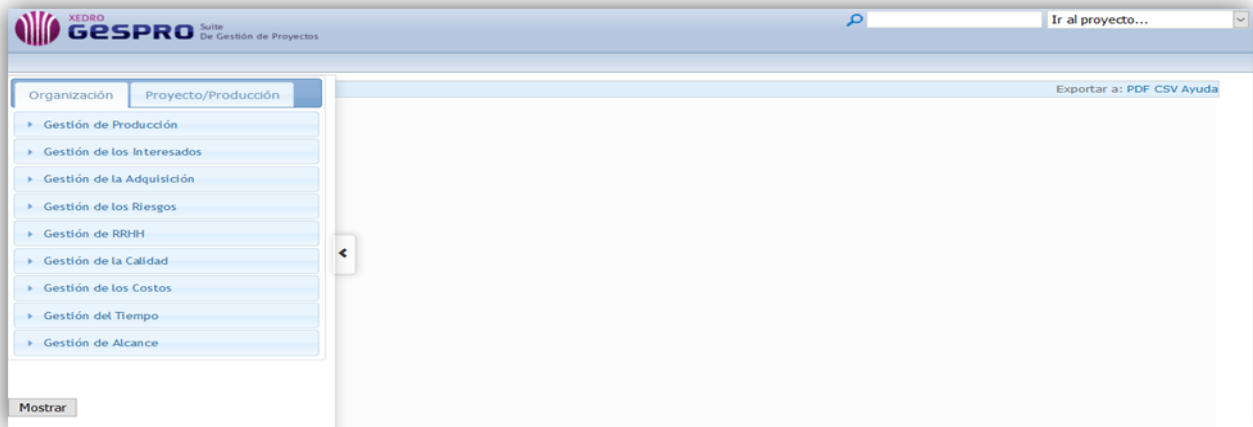 XEDRO
GESPRO Suite
De Gestión de Proyectos
Ir al proyecto...
Organización Proyecto/Producción
Exportar a: PDF CSV Ayuda
Gestión de Producción
Gestión de los Interesados
Gestión de la Adquisición
Gestión de los Riesgos
Gestión de RRHH
Gestión de la Calidad
Gestión de los Costos
Gestión del Tiempo
Gestión de Alcance
Mostrar